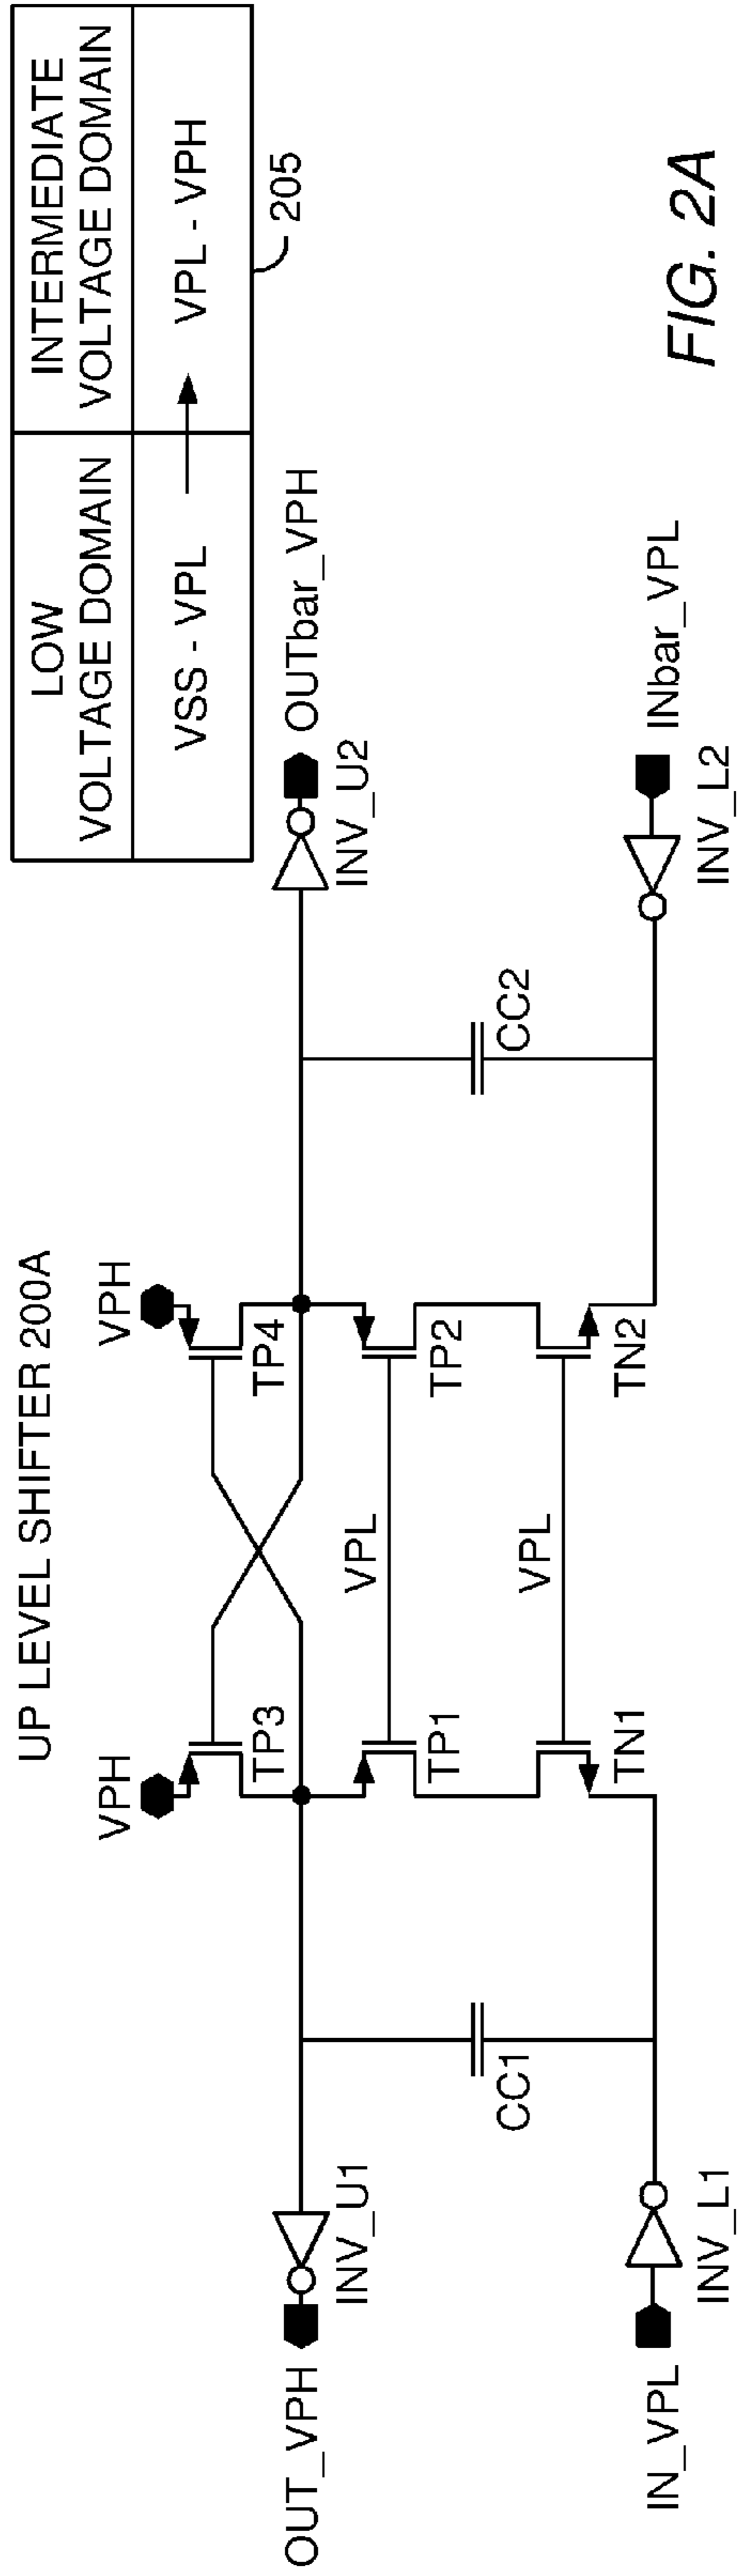 UP LEVEL SHIFTER 200A
LOW
VOLTAGE DOMAIN
INTERMEDIATE
VOLTAGE DOMAIN
VSS - VPL
VPL - VPH
205
VPH
VPH
TP3
TP4
OUT_VPH
INV_U1
OUTbar_VPH
INV_U2
VPL
TP1
TP2
CC1
CC2
VPL
TN1
TN2
IN_VPL
INV_L1
INbar_VPL
INV_L2
FIG. 2A